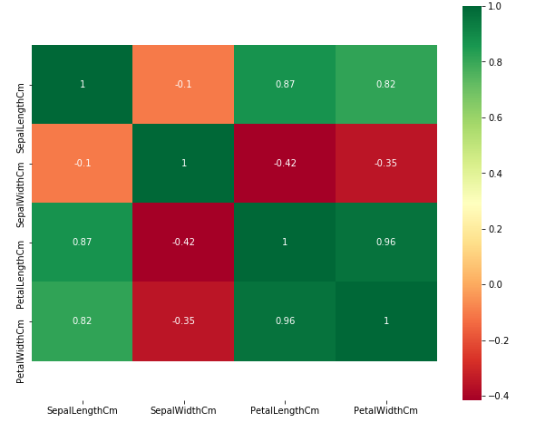 SepalLengthCm 1 -0.1 0.87 0.82
SepalWidthCm -0.1 1 -0.42 -0.35
PetalLengthCm 0.87 -0.42 1 0.96
PetalWidthCm 0.82 -0.35 0.96 1
SepalLengthCm SepalWidthCm PetalLengthCm PetalWidthCm
1.0
0.8
0.6
0.4
0.2
0.0
−0.2
−0.4